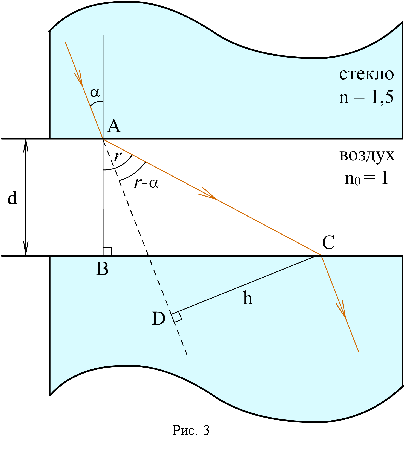 стекло
n = 1,5
α
A
воздух
n₀ = 1
r
r-α
d
B
C
D
h
Рис. 3